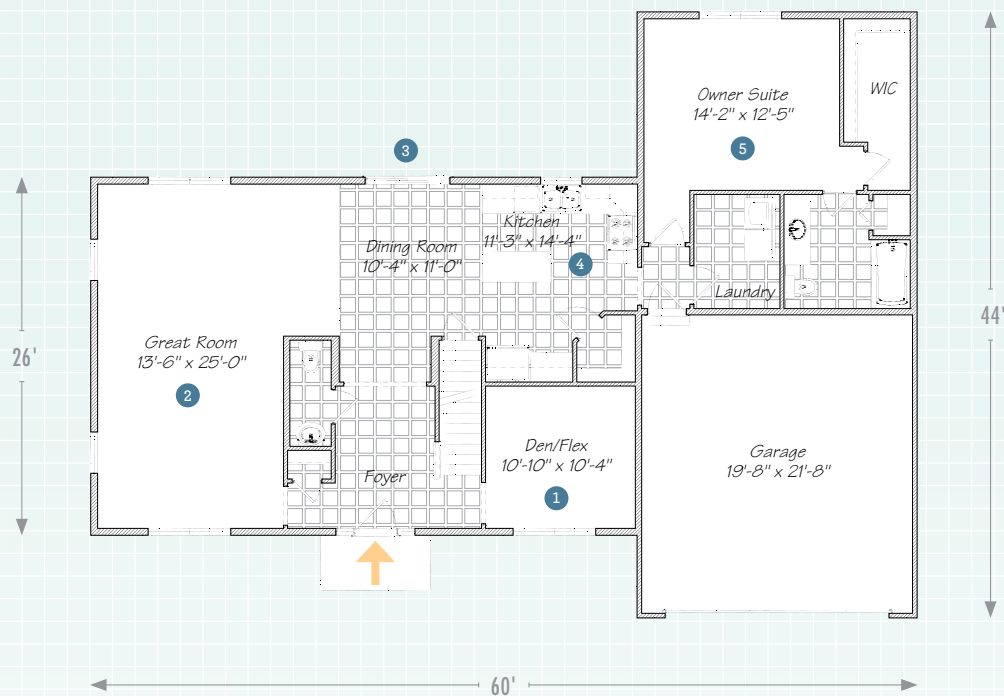 WIC
Owner Suite
14'-2" x 12'-5"
5
3
Kitchen
11'-3" x 14'-4"
4
Dining Room
10'-4" x 11'-0"
Laundry
44'
26'
Great Room
13'-6" x 25'-0"
2
Den/Flex
10'-10" x 10'-4"
1
Garage
19'-8" x 21'-8"
Foyer
60'